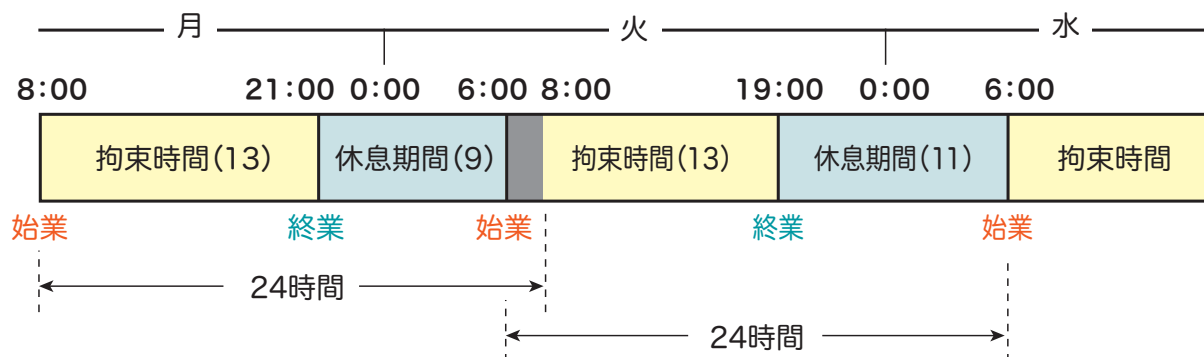 月 火 水
8:00 21:00 0:00 6:00 8:00 19:00 0:00 6:00
拘束時間(13) 休息期間(9) 拘束時間(13) 休息期間(11) 拘束時間
始業 終業 始業 終業 始業
24時間
24時間